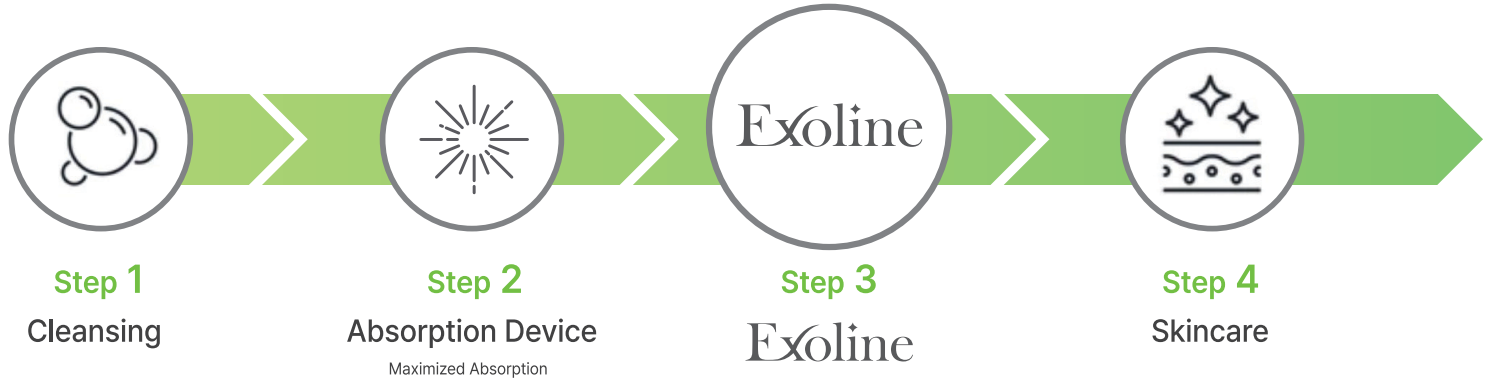 Exoline
Step 1
Step 2
Step 3
Step 4
Cleansing
Absorption Device
Exoline
Skincare
Maximized Absorption